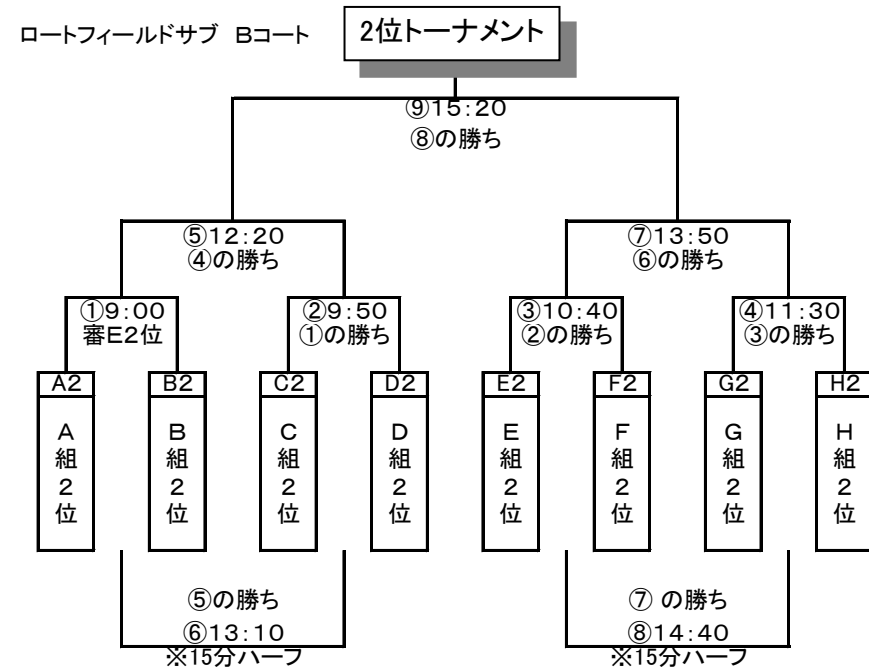 ロートフィールドサブ Bコート
2位トーナメント
⑨15:20
⑧の勝ち
⑤12:20
④の勝ち
⑦13:50
⑥の勝ち
①9:00
審E2位
②9:50
①の勝ち
③10:40
②の勝ち
④11:30
③の勝ち
A2
B2
C2
D2
E2
F2
G2
H2
A組2位
B組2位
C組2位
D組2位
E組2位
F組2位
G組2位
H組2位
⑤の勝ち
⑥13:10
※15分ハーフ
⑦ の勝ち
⑧14:40
※15分ハーフ